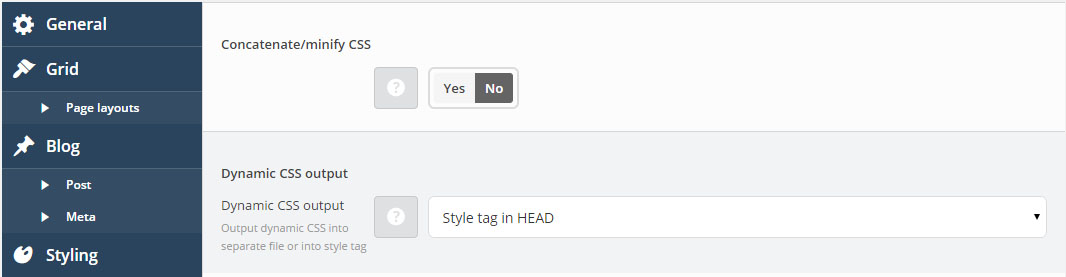 General
Grid
Page layouts
Blog
Post
Meta
Styling
Concatenate/minify CSS
? Yes No
Dynamic CSS output
Dynamic CSS output
Output dynamic CSS into
separate file or into style tag
? Style tag in HEAD